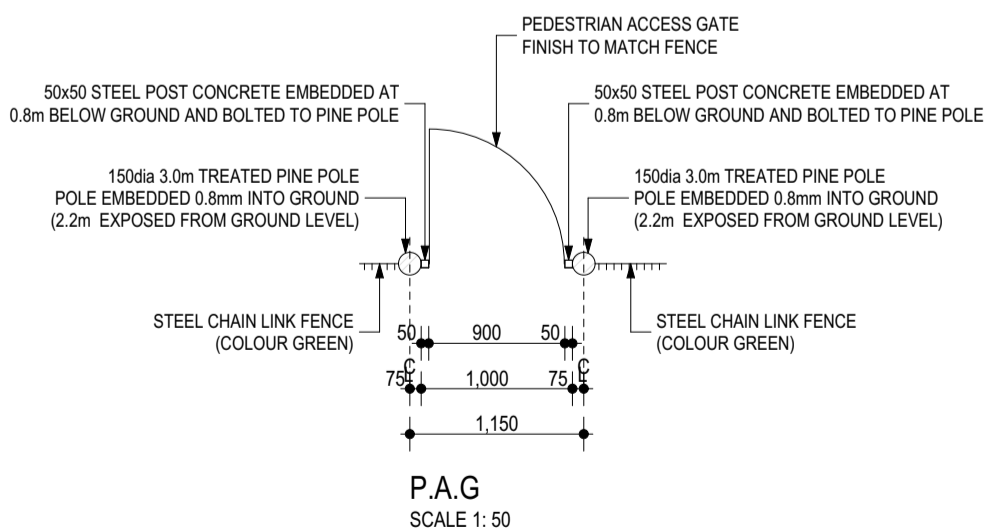 PEDESTRIAN ACCESS GATE
FINISH TO MATCH FENCE
50x50 STEEL POST CONCRETE EMBEDDED AT
0.8m BELOW GROUND AND BOLTED TO PINE POLE
50x50 STEEL POST CONCRETE EMBEDDED AT
0.8m BELOW GROUND AND BOLTED TO PINE POLE
150dia 3.0m TREATED PINE POLE
POLE EMBEDDED 0.8mm INTO GROUND
(2.2m EXPOSED FROM GROUND LEVEL)
150dia 3.0m TREATED PINE POLE
POLE EMBEDDED 0.8mm INTO GROUND
(2.2m EXPOSED FROM GROUND LEVEL)
STEEL CHAIN LINK FENCE
(COLOUR GREEN)
STEEL CHAIN LINK FENCE
(COLOUR GREEN)
50 900 50
CL CL
75 1,000 75
1,150
P.A.G
SCALE 1: 50